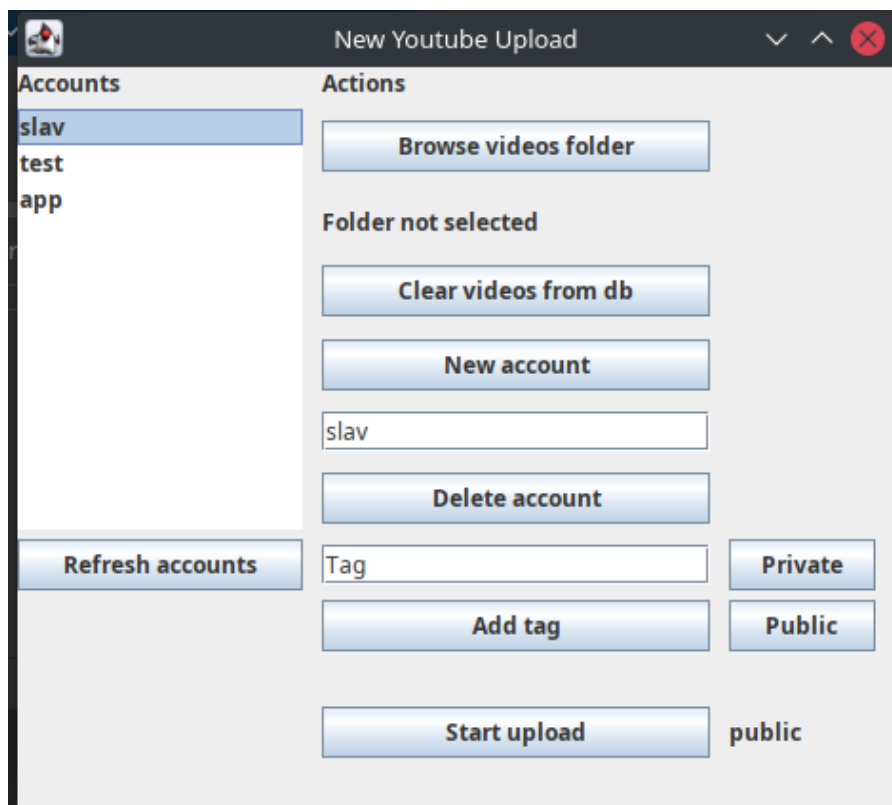 New Youtube Upload
Accounts
slav
test
app
Refresh accounts
Actions
Browse videos folder
Folder not selected
Clear videos from db
New account
slav
Delete account
Tag
Private
Add tag
Public
Start upload
public